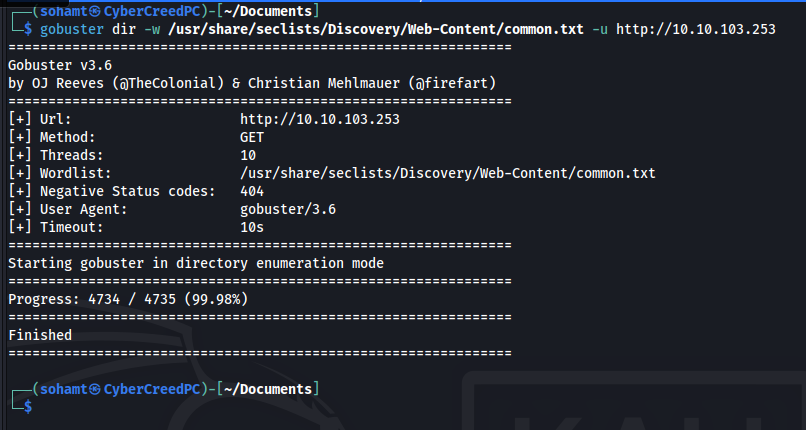 ┌──(sohamt㉿CyberCreedPC)-[~/Documents]
└─$ gobuster dir -w /usr/share/seclists/Discovery/Web-Content/common.txt -u http://10.10.103.253
===============================================================
Gobuster v3.6
by OJ Reeves (@TheColonial) & Christian Mehlmauer (@firefart)
===============================================================
[+] Url:                     http://10.10.103.253
[+] Method:                  GET
[+] Threads:                 10
[+] Wordlist:                /usr/share/seclists/Discovery/Web-Content/common.txt
[+] Negative Status codes:   404
[+] User Agent:              gobuster/3.6
[+] Timeout:                 10s
===============================================================
Starting gobuster in directory enumeration mode
===============================================================
Progress: 4734 / 4735 (99.98%)
===============================================================
Finished
===============================================================
┌──(sohamt㉿CyberCreedPC)-[~/Documents]
└─$